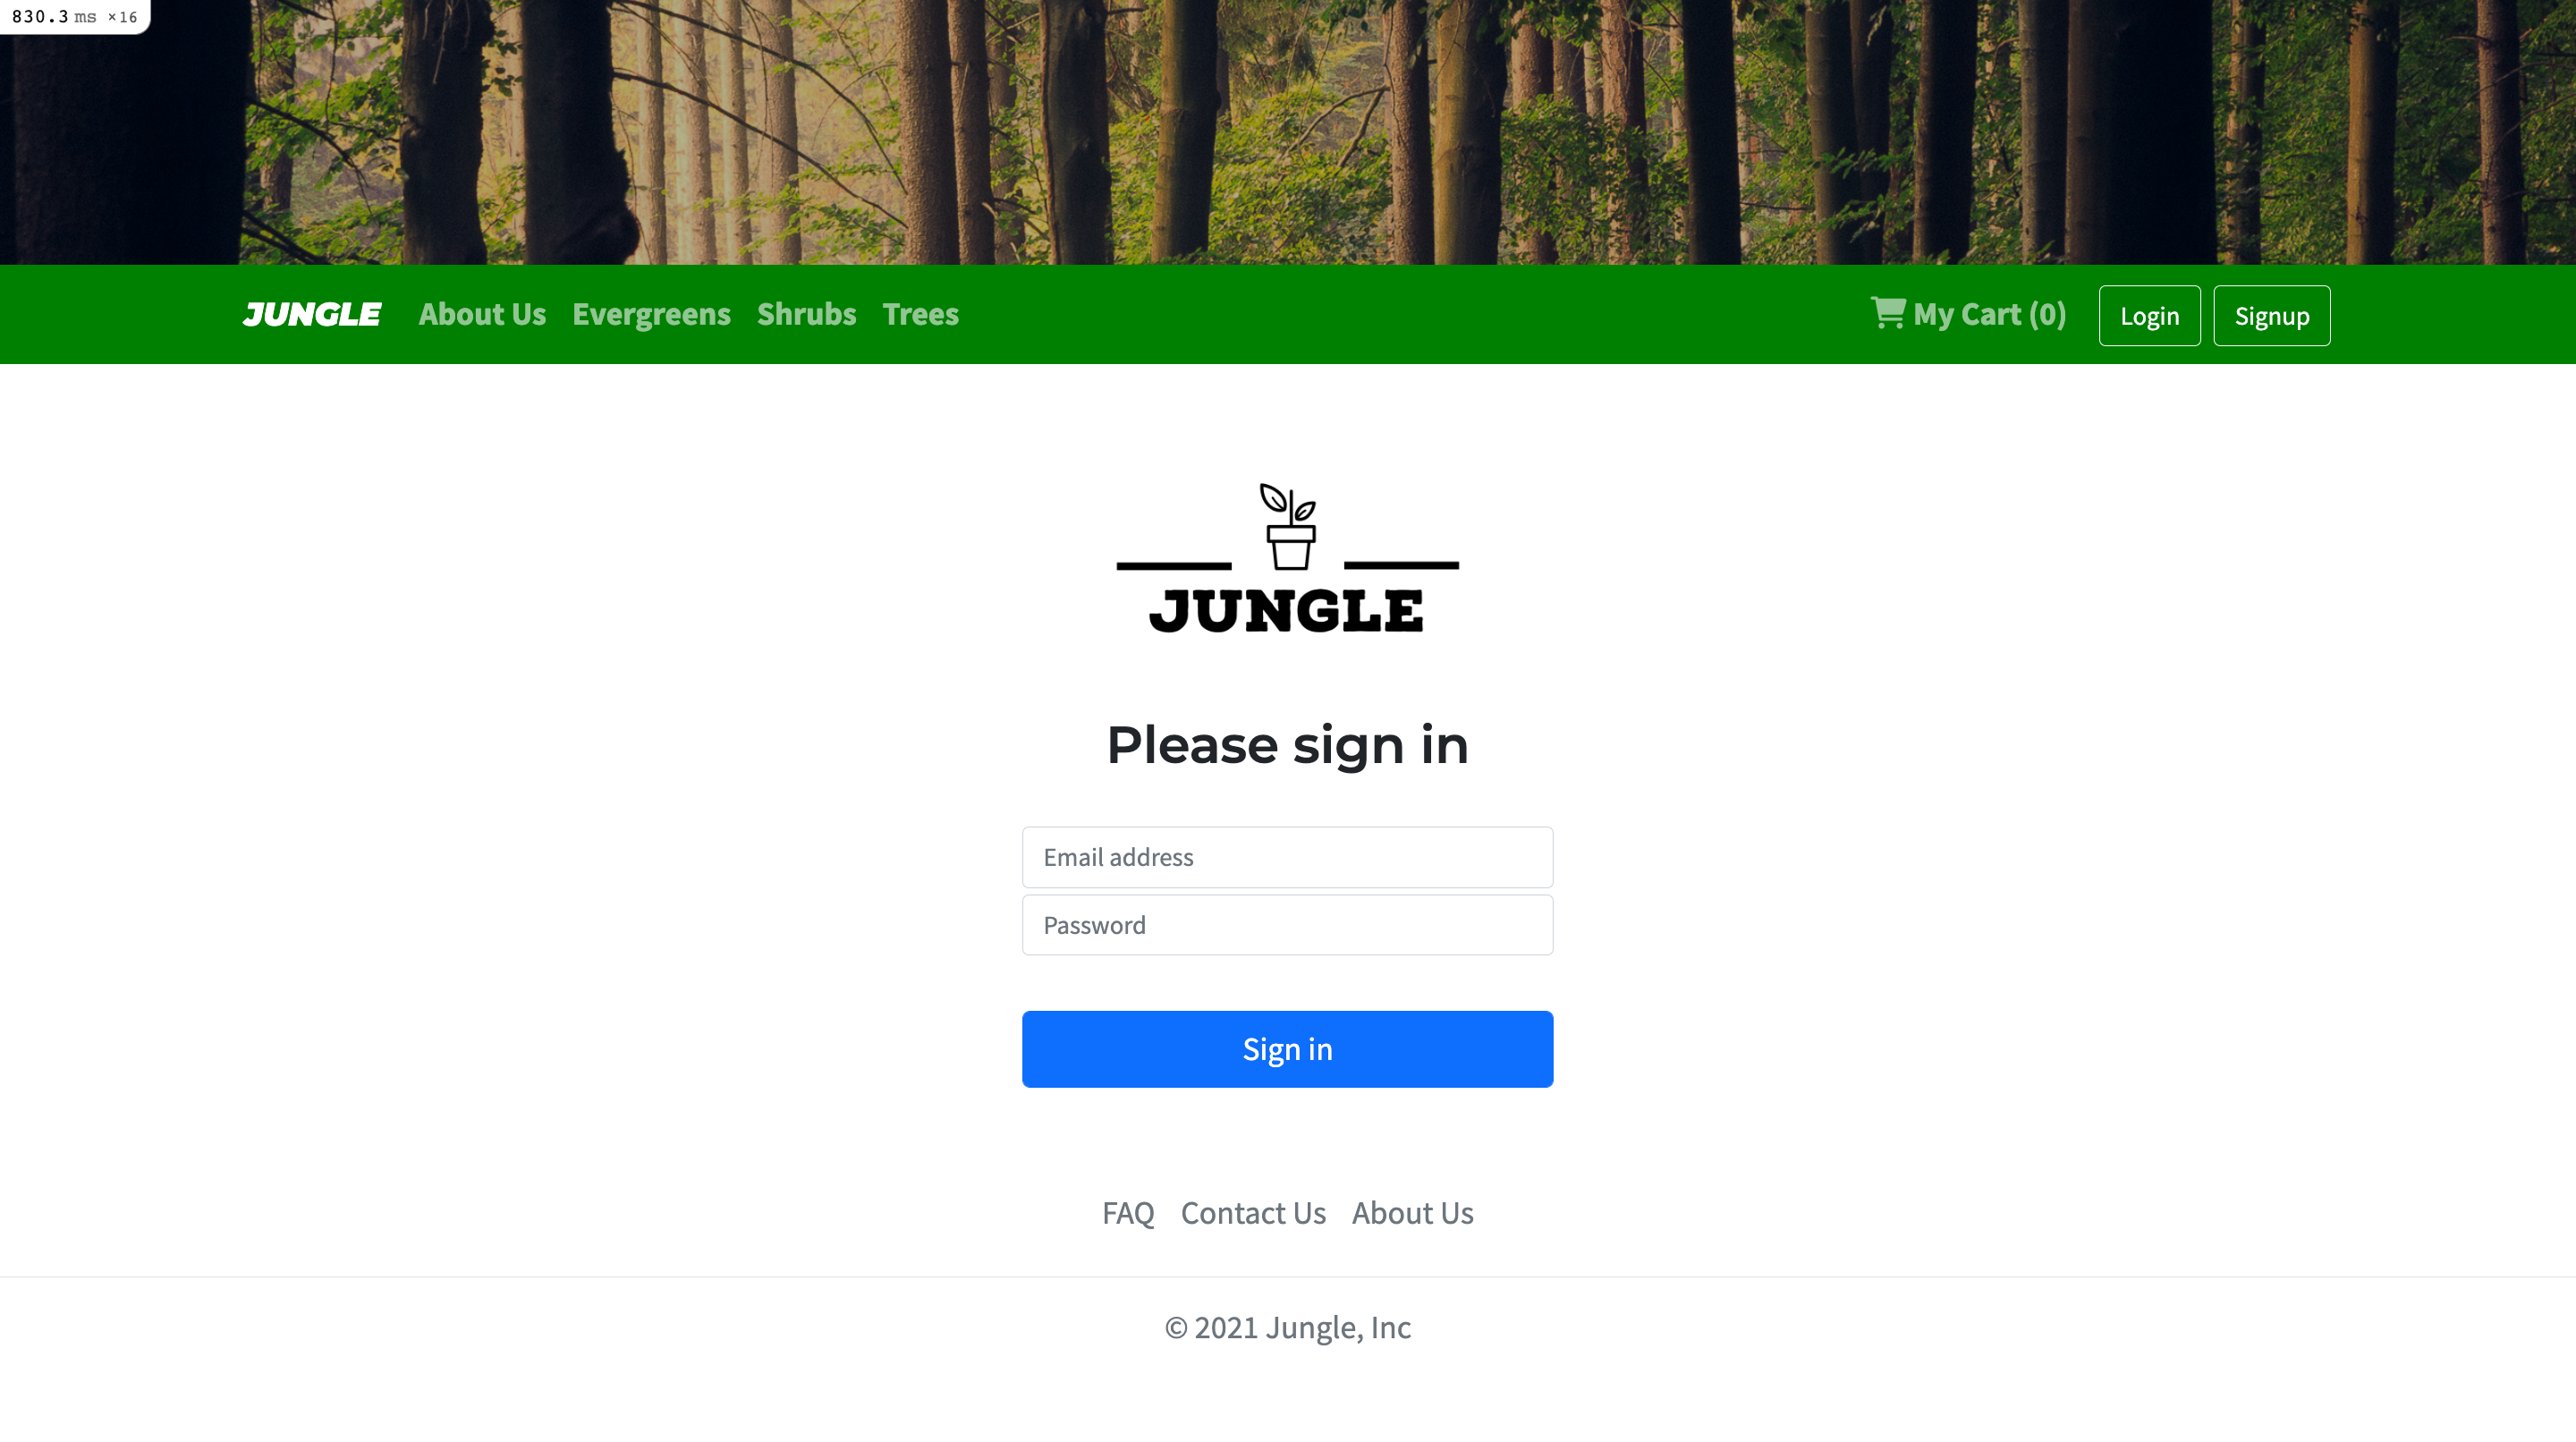 830.3 ms ×16
JUNGLE About Us Evergreens Shrubs Trees My Cart (0) Login Signup
JUNGLE
Please sign in
Email address
Password
Sign in
FAQ Contact Us About Us
© 2021 Jungle, Inc